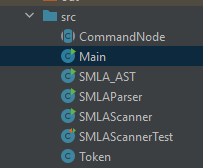 src
CommandNode
Main
SMLA_AST
SMLAParser
SMLAScanner
SMLAScannerTest
Token